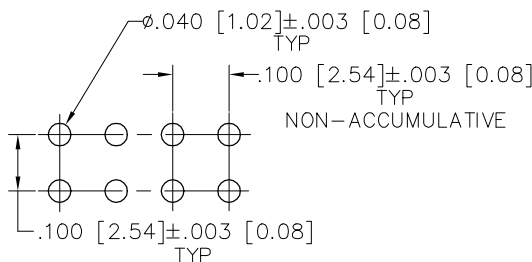 ⌀.040 [1.02]±.003 [0.08]
TYP
.100 [2.54]±.003 [0.08]
TYP
NON-ACCUMULATIVE
.100 [2.54]±.003 [0.08]
TYP